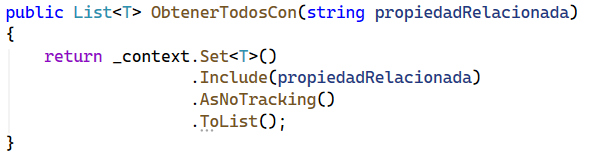 public List<T> ObtenerTodosCon(string propiedadRelacionada)
{
    return _context.Set<T>()
                   .Include(propiedadRelacionada)
                   .AsNoTracking()
                   .ToList();
}